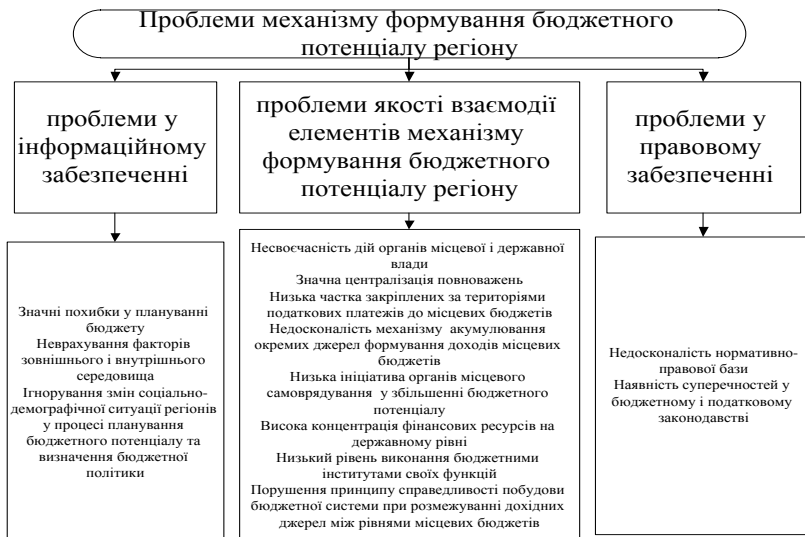 Проблеми механізму формування бюджетного
потенціалу регіону
проблеми у
інформаційному
забезпеченні
проблеми якості взаємодії
елементів механізму
формування бюджетного
потенціалу регіону
проблеми у
правовому
забезпеченні
Значні похибки у плануванні
бюджету
Неврахування факторів
зовнішнього і внутрішнього
середовища
Ігнорування змін соціально-
демографічної ситуації регіонів
у процесі планування
бюджетного потенціалу та
визначення бюджетної
політики
Несвоєчасність дій органів місцевої і державної
влади
Значна централізація повноважень
Низька частка закріплених за територіями
податкових платежів до місцевих бюджетів
Недосконалість механізму акумулювання
окремих джерел формування доходів місцевих
бюджетів
Низька ініціатива органів місцевого
самоврядування у збільшенні бюджетного
потенціалу
Висока концентрація фінансових ресурсів на
державному рівні
Низький рівень виконання бюджетними
інститутами своїх функцій
Порушення принципу справедливості побудови
бюджетної системи при розмежуванні дохідних
джерел між рівнями місцевих бюджетів
Недосконалість нормативно-
правової бази
Наявність суперечностей у
бюджетному і податковому
законодавстві